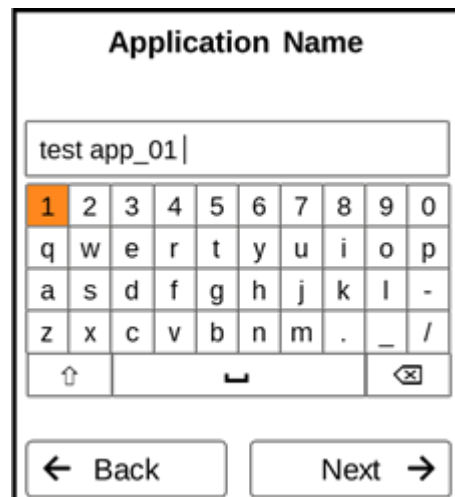 Application Name
test app_01
1 2 3 4 5 6 7 8 9 0
q w e r t y u i o p
a s d f g h j k l -
z x c v b n m . _ /
← Back Next →